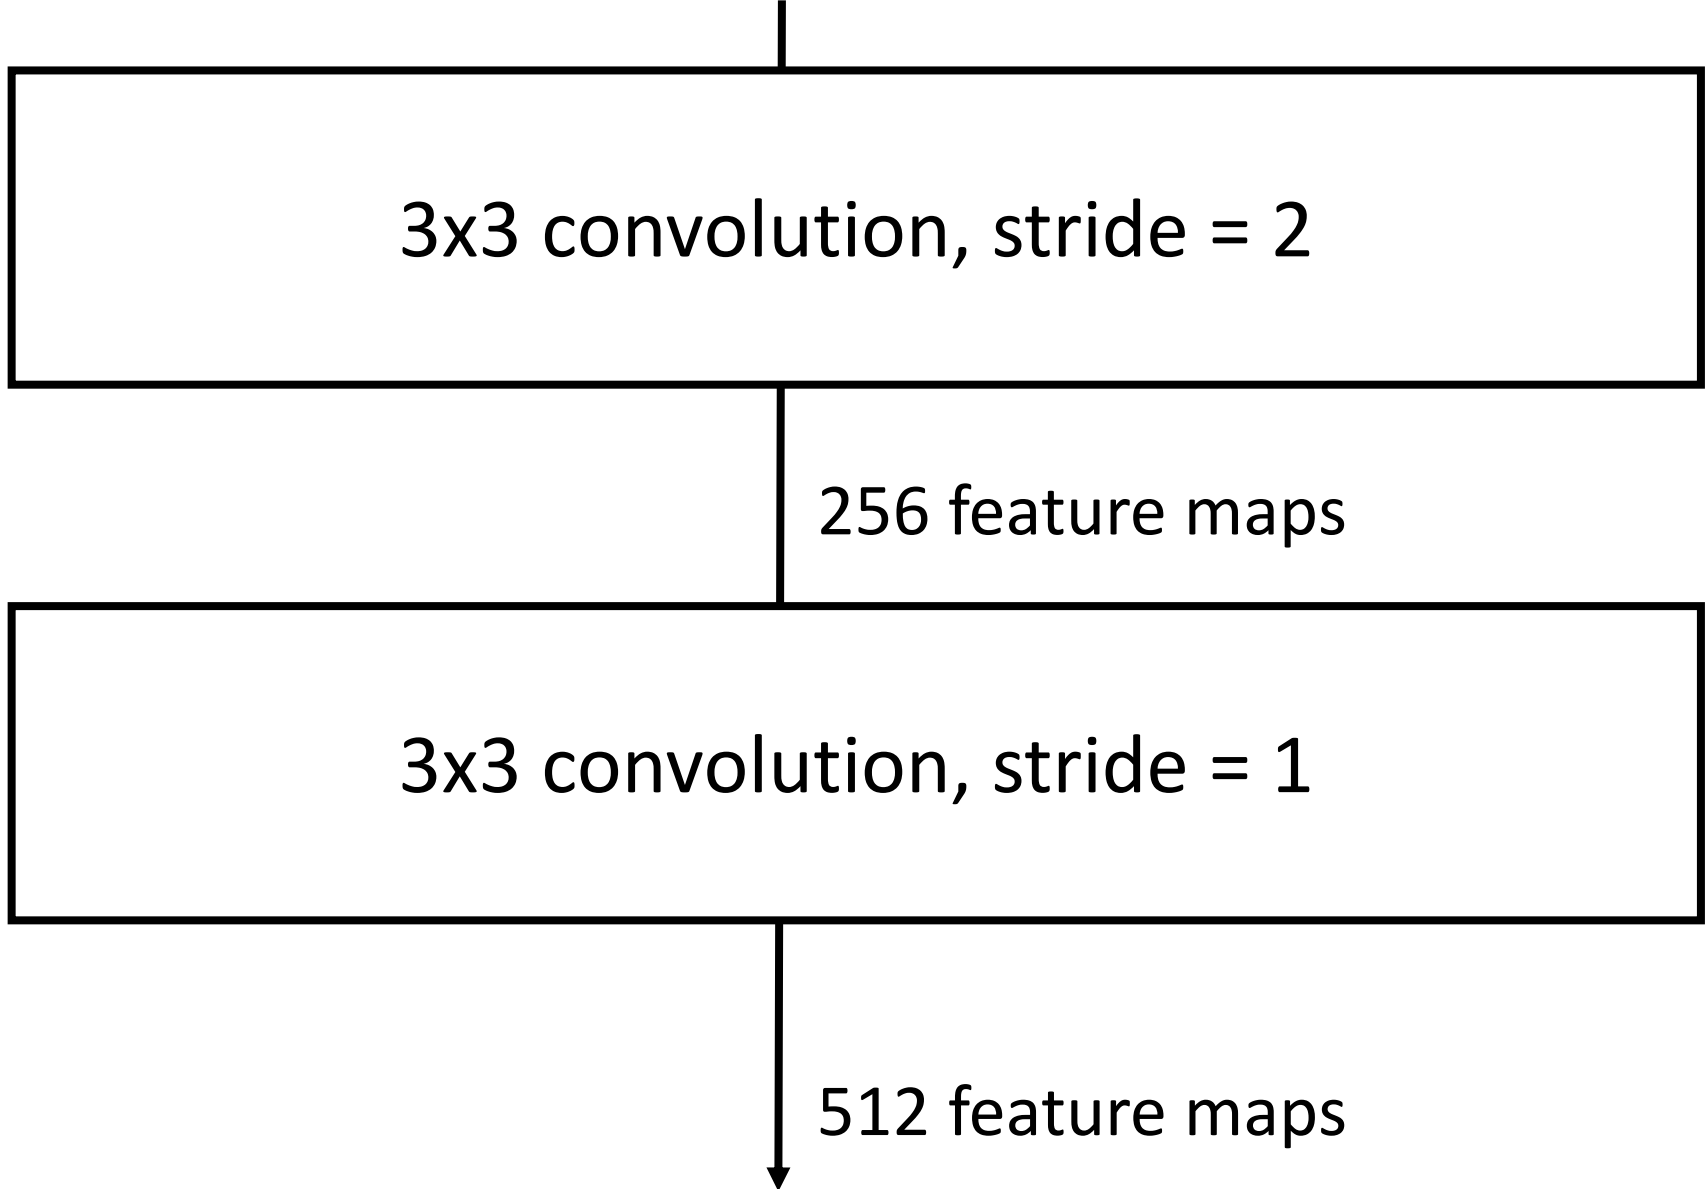 3x3 convolution, stride = 2
256 feature maps
3x3 convolution, stride = 1
512 feature maps